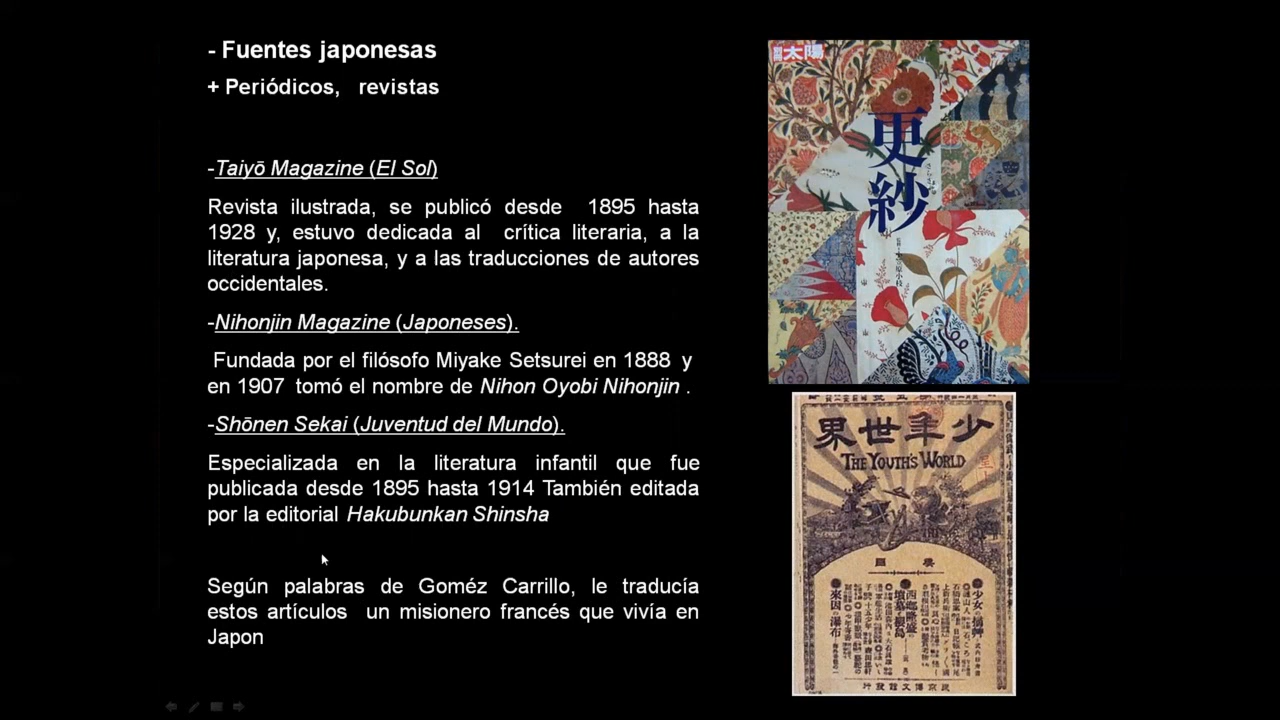 - Fuentes japonesas
+ Periódicos, revistas
-Taiyō Magazine (El Sol)
Revista ilustrada, se publicó desde 1895 hasta
1928 y, estuvo dedicada al crítica literaria, a la
literatura japonesa, y a las traducciones de autores
occidentales.
-Nihonjin Magazine (Japoneses).
Fundada por el filósofo Miyake Setsurei en 1888 y
en 1907 tomó el nombre de Nihon Oyobi Nihonjin .
-Shōnen Sekai (Juventud del Mundo).
Especializada en la literatura infantil que fue
publicada desde 1895 hasta 1914 También editada
por la editorial Hakubunkan Shinsha
Según palabras de Goméz Carrillo, le traducía
estos artículos un misionero francés que vivía en
Japon
別冊太陽
更紗
界世年少
THE YOUTH'S WORLD